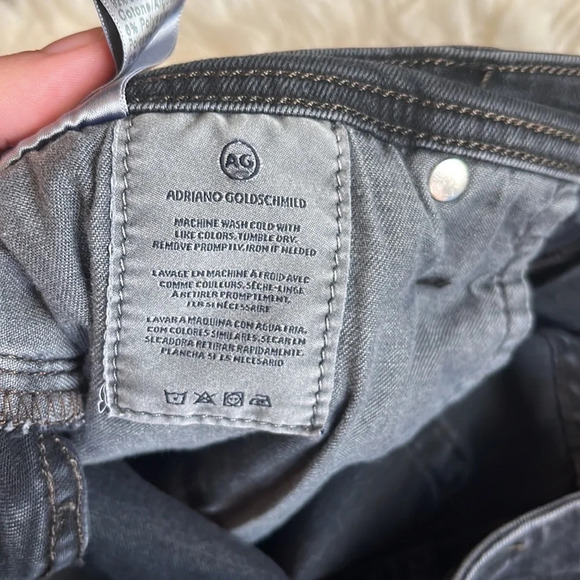 AG
ADRIANO GOLDSCHMIED
MACHINE WASH COLD WITH
LIKE COLORS, TUMBLE DRY.
REMOVE PROMPTLY, IRON IF NEEDED
LAVAGE EN MACHINE À FROID AVEC
COMME COULEURS, SÈCHE-LINGE
À RETIRER PROMPTEMENT,
FER SI NÉCESSAIRE
LAVAR A MAQUINA CON AGUA FRIA,
CON COLORES SIMILARES, SECAR EN
SECADORA RETIRAR RAPIDAMENTE.
PLANCHA SI ES NECESARIO